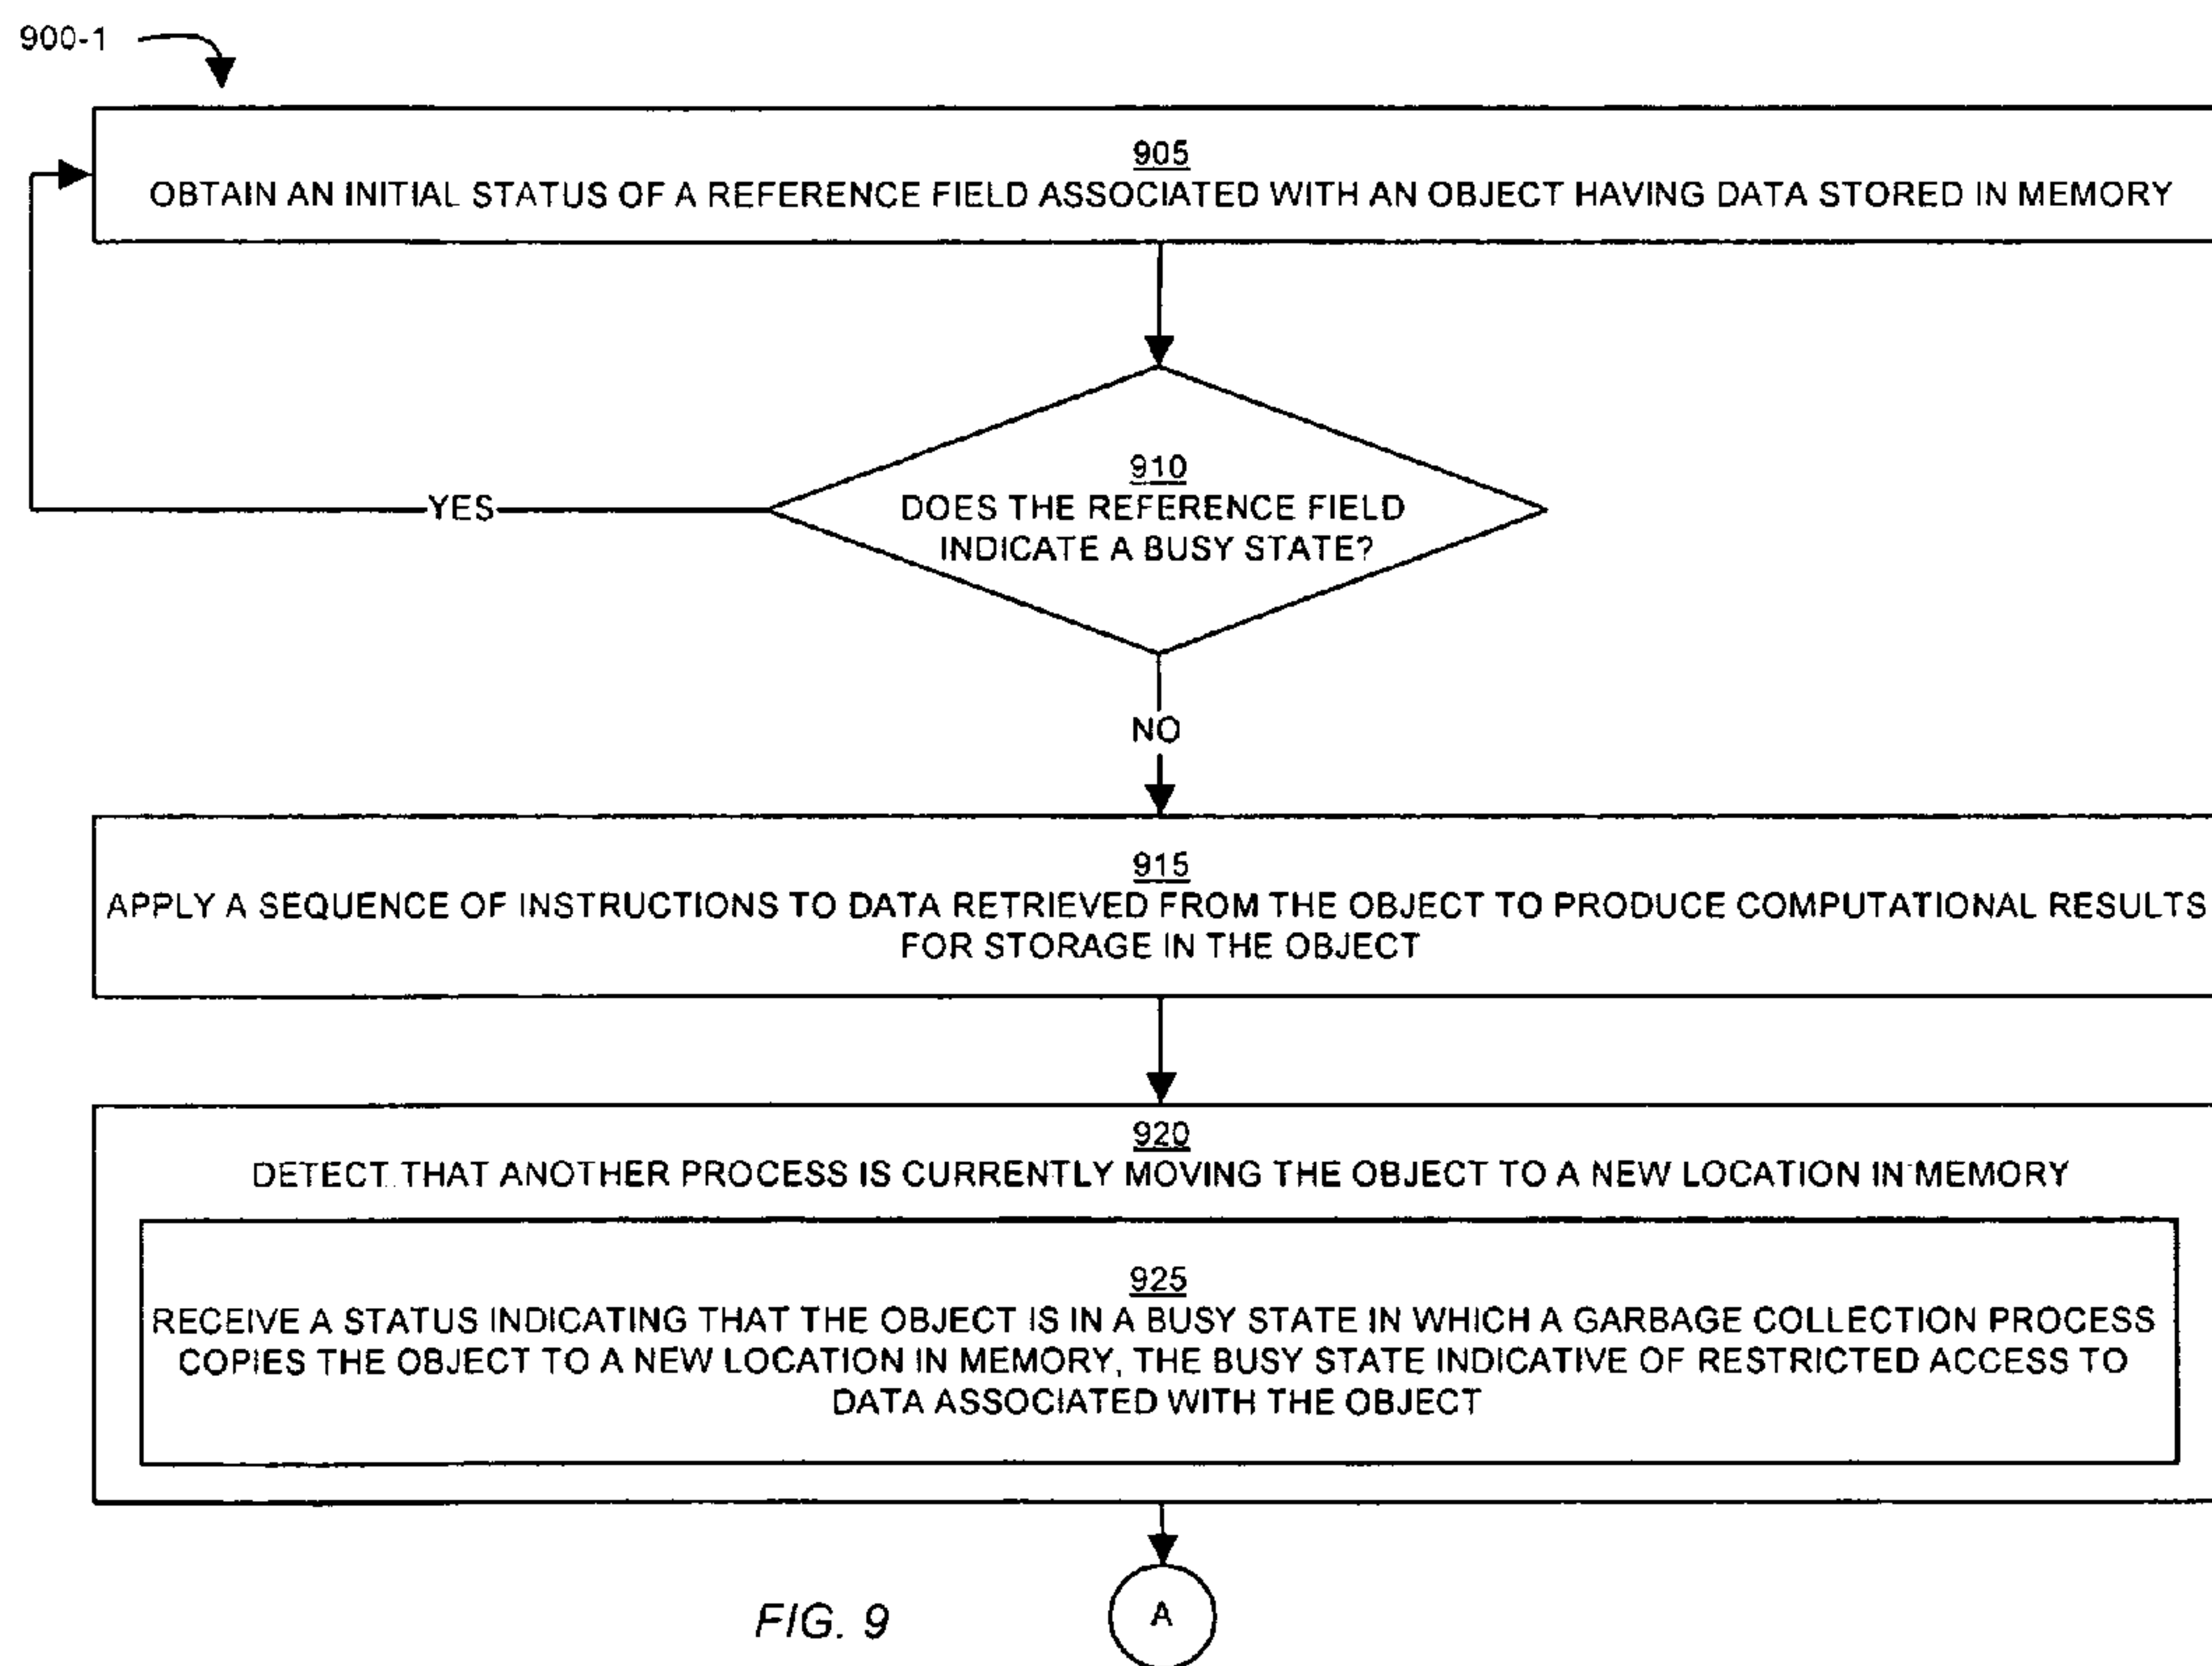 900-1
905
OBTAIN AN INITIAL STATUS OF A REFERENCE FIELD ASSOCIATED WITH AN OBJECT HAVING DATA STORED IN MEMORY
910
DOES THE REFERENCE FIELD
INDICATE A BUSY STATE?
YES
NO
915
APPLY A SEQUENCE OF INSTRUCTIONS TO DATA RETRIEVED FROM THE OBJECT TO PRODUCE COMPUTATIONAL RESULTS
FOR STORAGE IN THE OBJECT
920
DETECT THAT ANOTHER PROCESS IS CURRENTLY MOVING THE OBJECT TO A NEW LOCATION IN MEMORY
925
RECEIVE A STATUS INDICATING THAT THE OBJECT IS IN A BUSY STATE IN WHICH A GARBAGE COLLECTION PROCESS
COPIES THE OBJECT TO A NEW LOCATION IN MEMORY, THE BUSY STATE INDICATIVE OF RESTRICTED ACCESS TO
DATA ASSOCIATED WITH THE OBJECT
FIG. 9
A